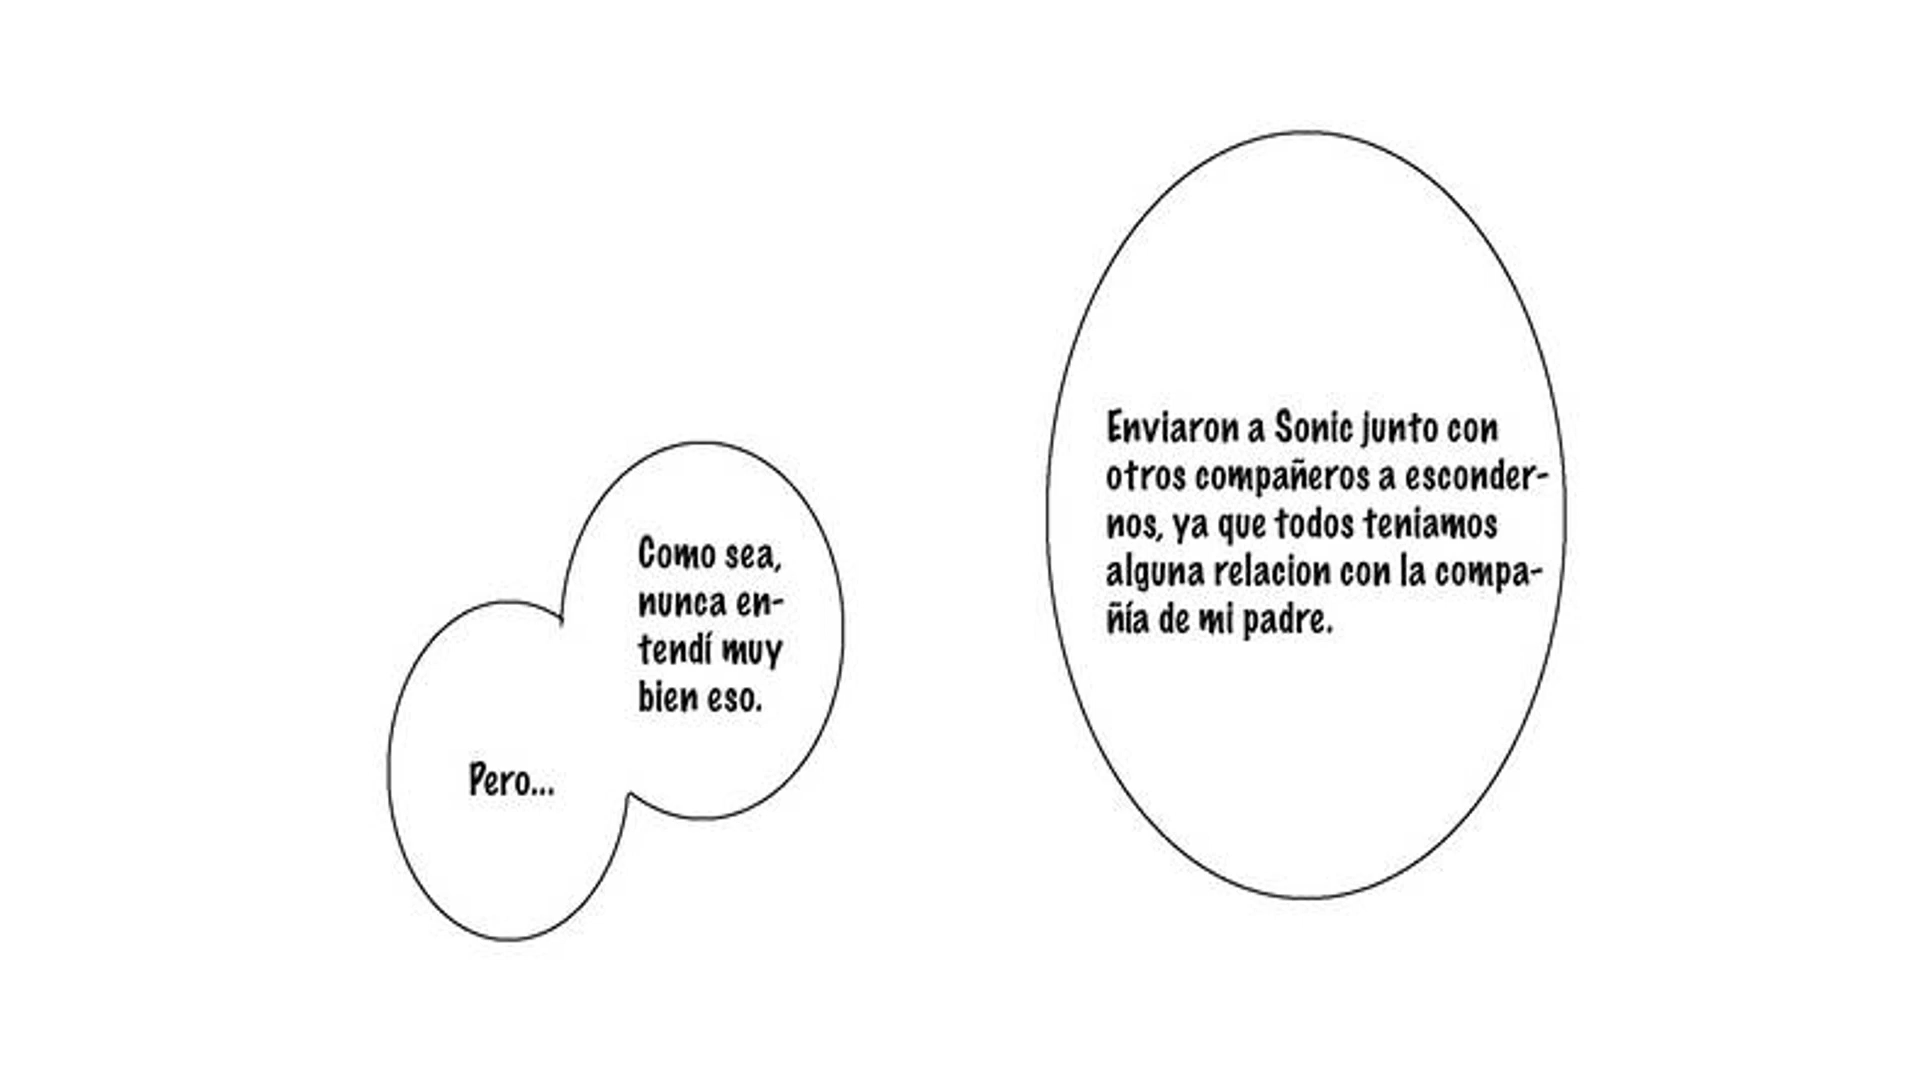 Enviaron a Sonic junto con
otros compañeros a esconder-
nos, ya que todos teniamos
alguna relacion con la compa-
ñía de mi padre.
Como sea,
nunca en-
tendí muy
bien eso.
Pero...